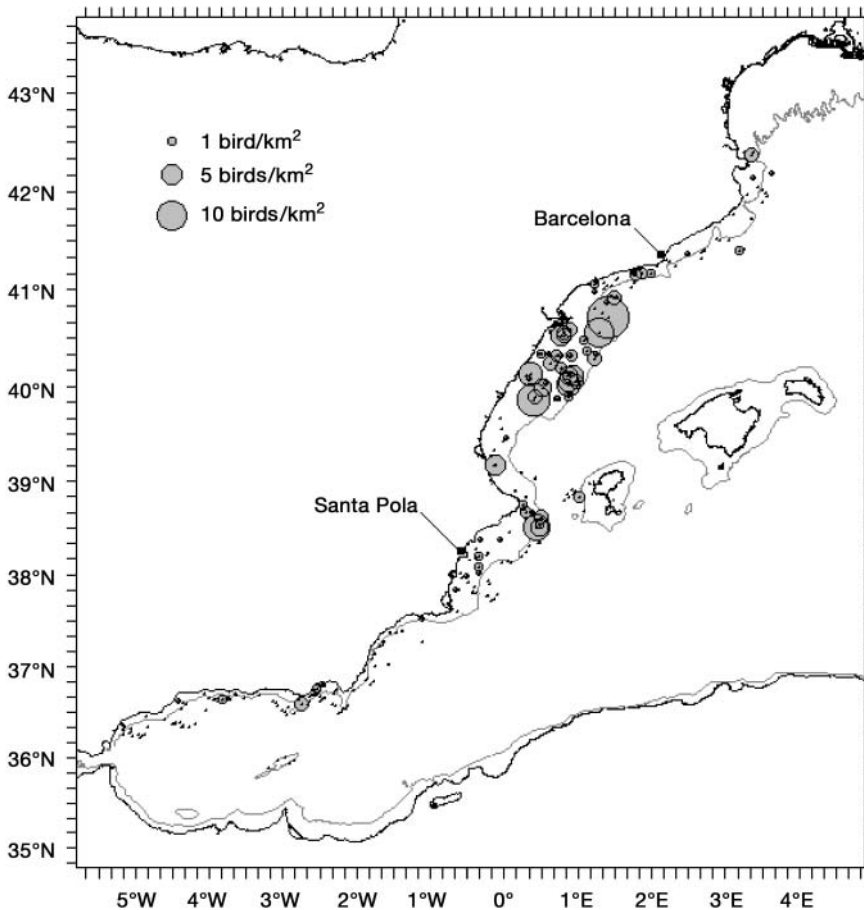 43°N
1 bird/km²
5 birds/km²
42°N
10 birds/km²
Barcelona
41°N
40°N
39°N
Santa Pola
38°N
37°N
36°N
35°N
5°W 4°W 3°W 2°W 1°W 0° 1°E 2°E 3°E 4°E